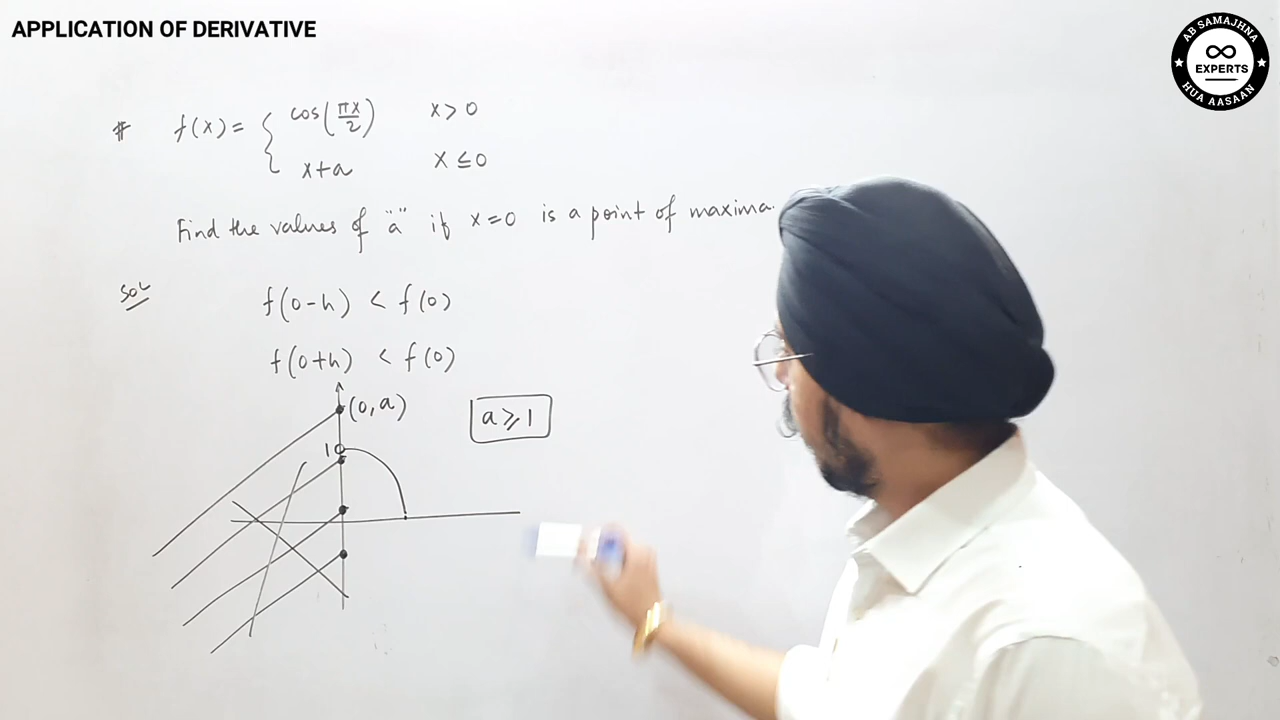 APPLICATION OF DERIVATIVE
AB SAMAJHNA
EXPERTS
HUA AASAAN
# f(x) = { cos(πx/2) x > 0
x+a x ≤ 0
Find the values of "a" if x=0 is a point of maxima.
Sol
f(0-h) < f(0)
f(0+h) < f(0)
(0,a)
a ≥ 1
1